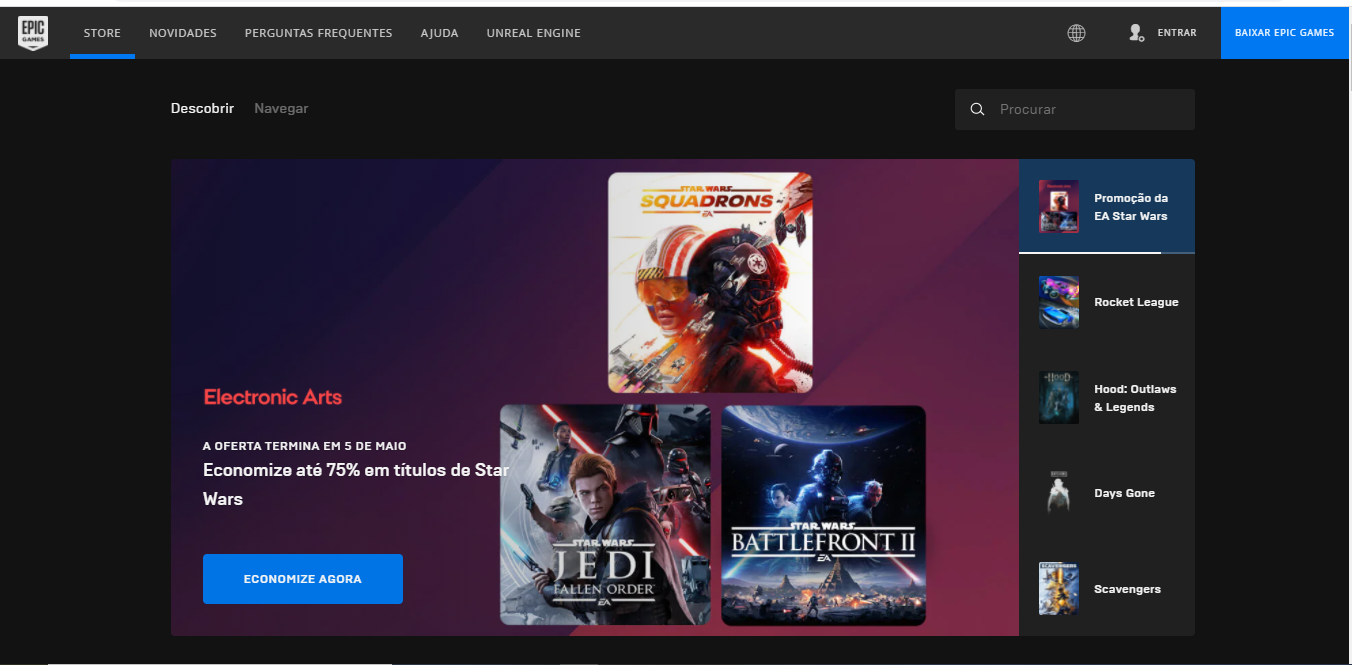 EPIC
GAMES
STORE
NOVIDADES
PERGUNTAS FREQUENTES
AJUDA
UNREAL ENGINE
ENTRAR
BAIXAR EPIC GAMES
Descobrir
Navegar
Procurar
STAR WARS
SQUADRONS
EA
Electronic Arts
A OFERTA TERMINA EM 5 DE MAIO
Economize até 75% em títulos de Star
Wars
ECONOMIZE AGORA
STAR WARS
JEDI
FALLEN ORDER
EA
STAR WARS
BATTLEFRONT II
EA
Promoção da
EA Star Wars
Rocket League
HOOD
Hood: Outlaws
& Legends
Days Gone
SCAVENGERS
Scavengers